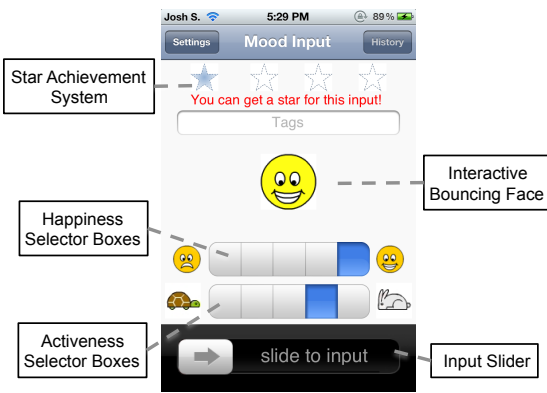 Josh S. 5:29 PM 89%
Settings Mood Input History
Star Achievement
System
You can get a star for this input!
Tags
Interactive
Bouncing Face
Happiness
Selector Boxes
Activeness
Selector Boxes
slide to input
Input Slider